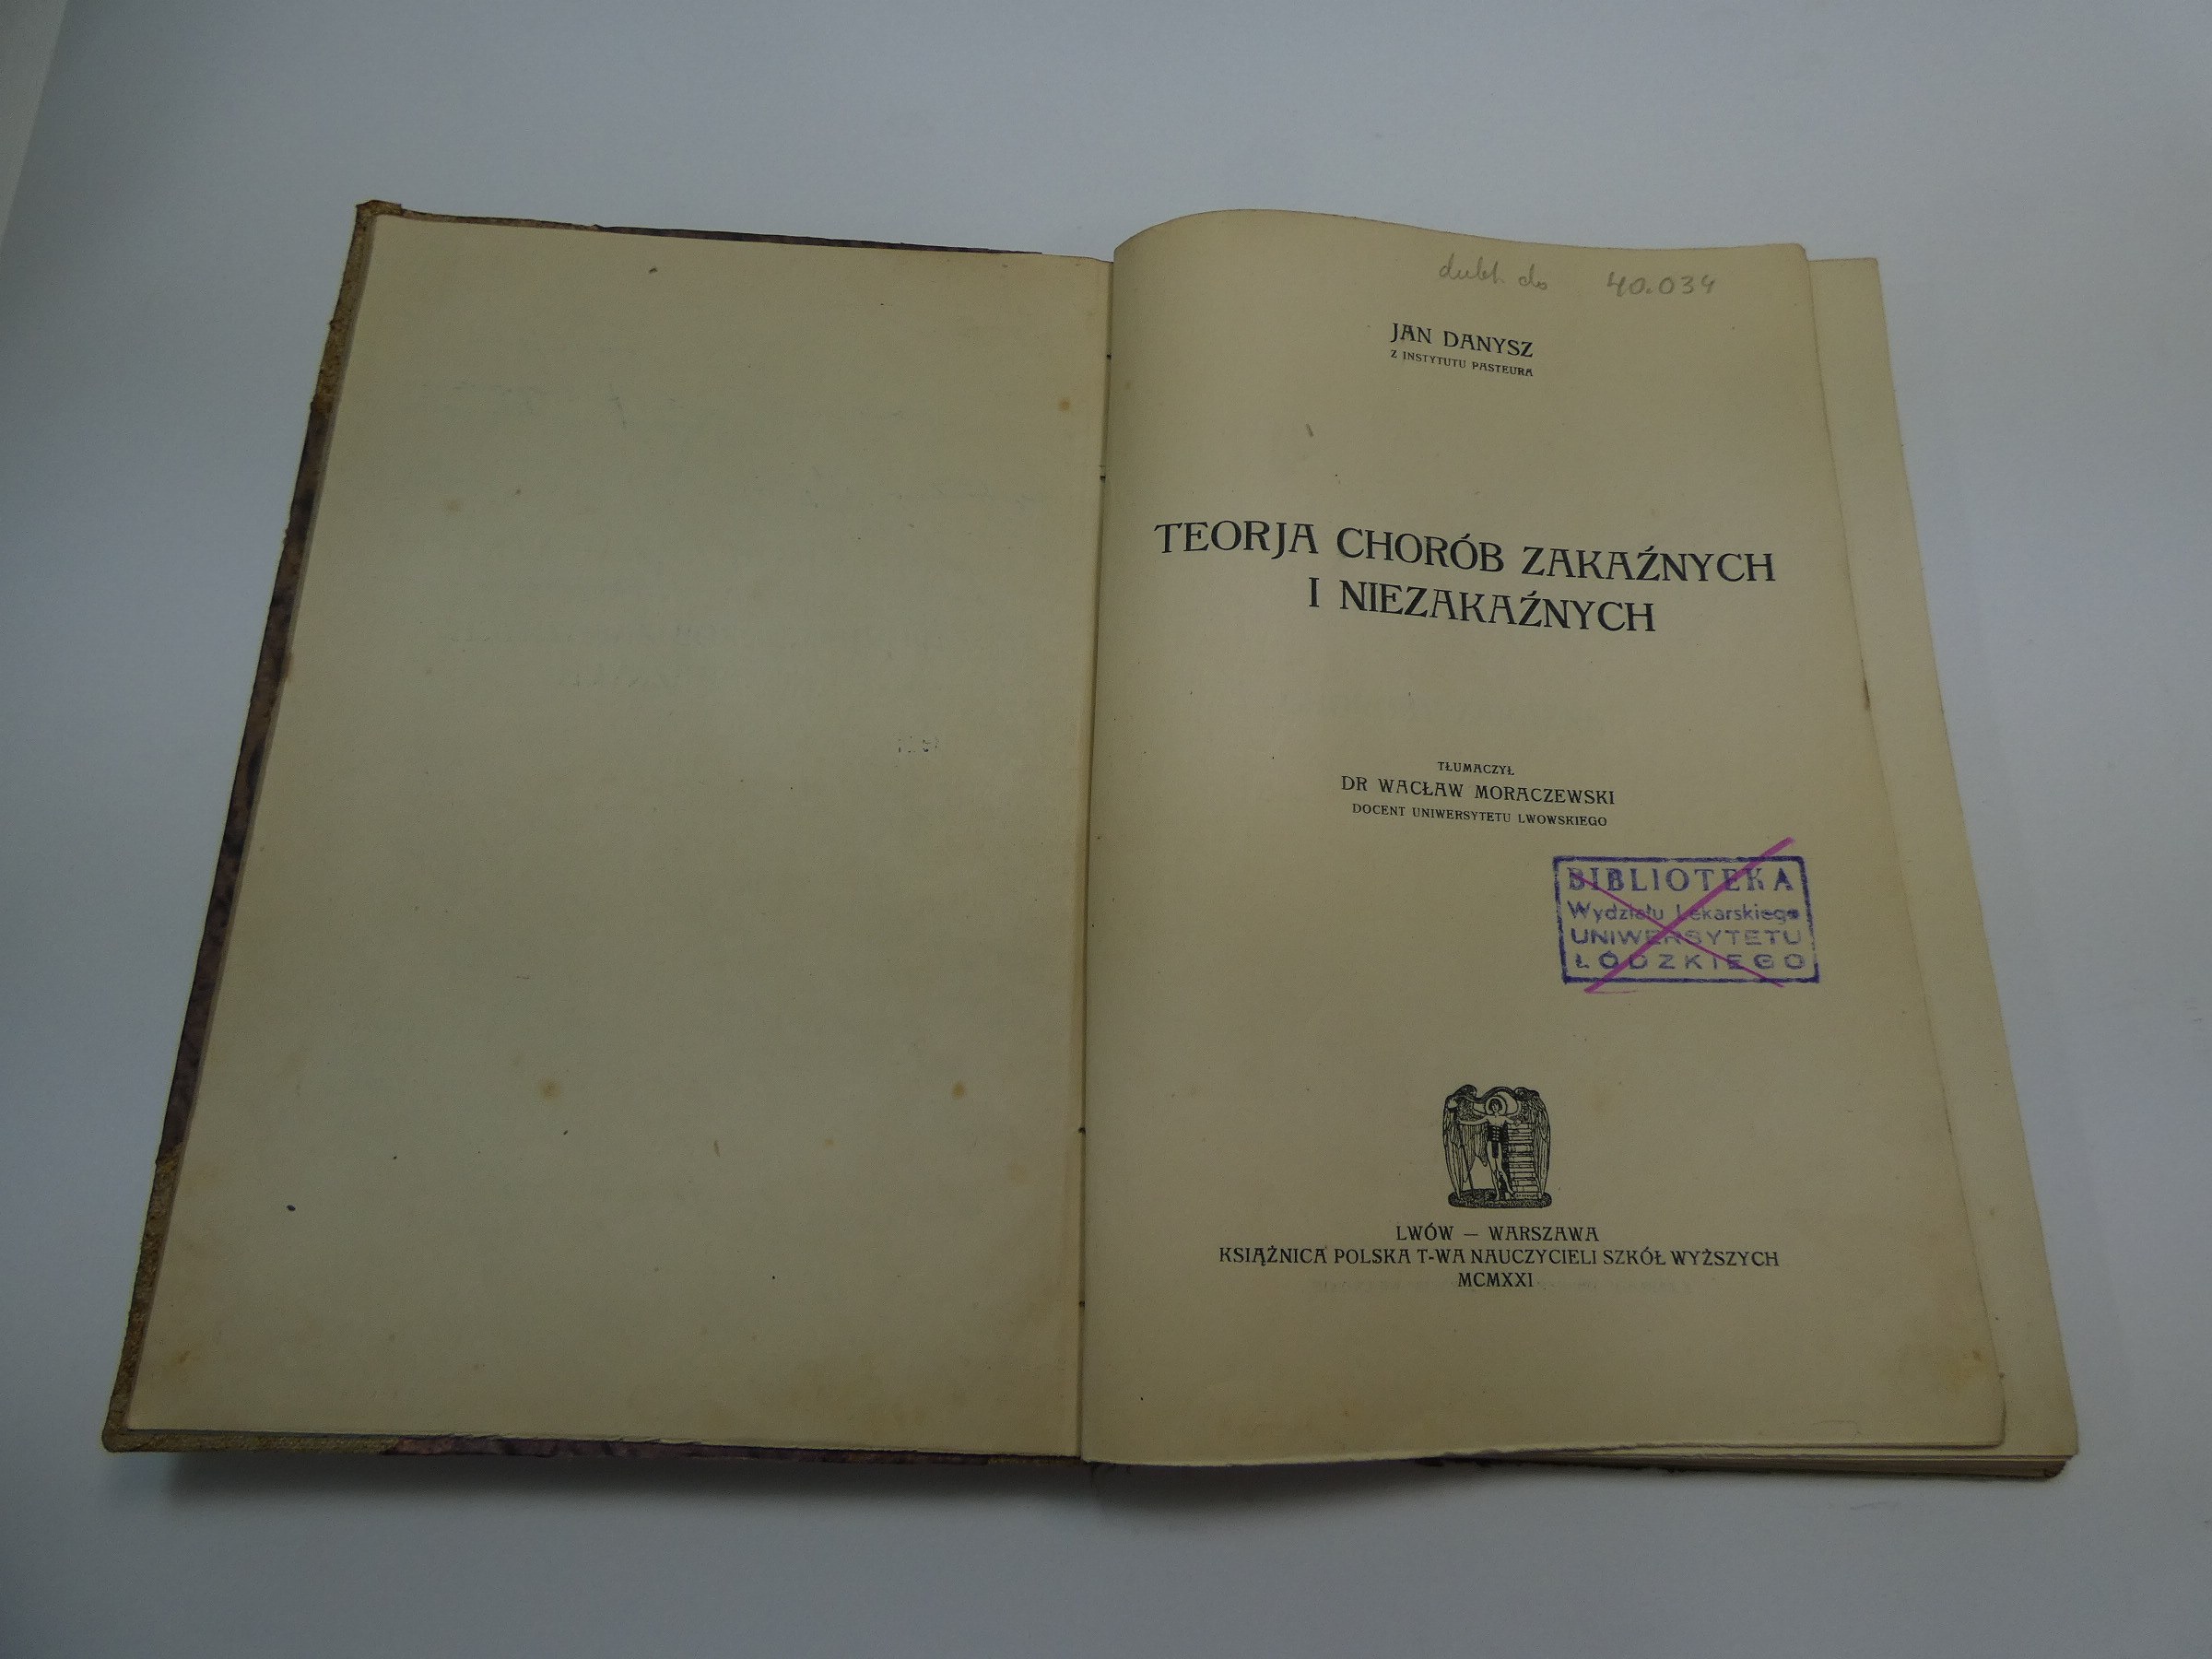 dubl. do 40.034
JAN DANYSZ
Z INSTYTUTU PASTEURA
TEORJA CHORÓB ZAKAŹNYCH
I NIEZAKAŹNYCH
TŁUMACZYŁ
DR WACŁAW MORACZEWSKI
DOCENT UNIWERSYTETU LWOWSKIEGO
BIBLIOTEKA
Wydziału Lekarskiego
UNIWERSYTETU
ŁÓDZKIEGO
LWÓW — WARSZAWA
KSIĄŻNICA POLSKA T-WA NAUCZYCIELI SZKÓŁ WYŻSZYCH
MCMXXI